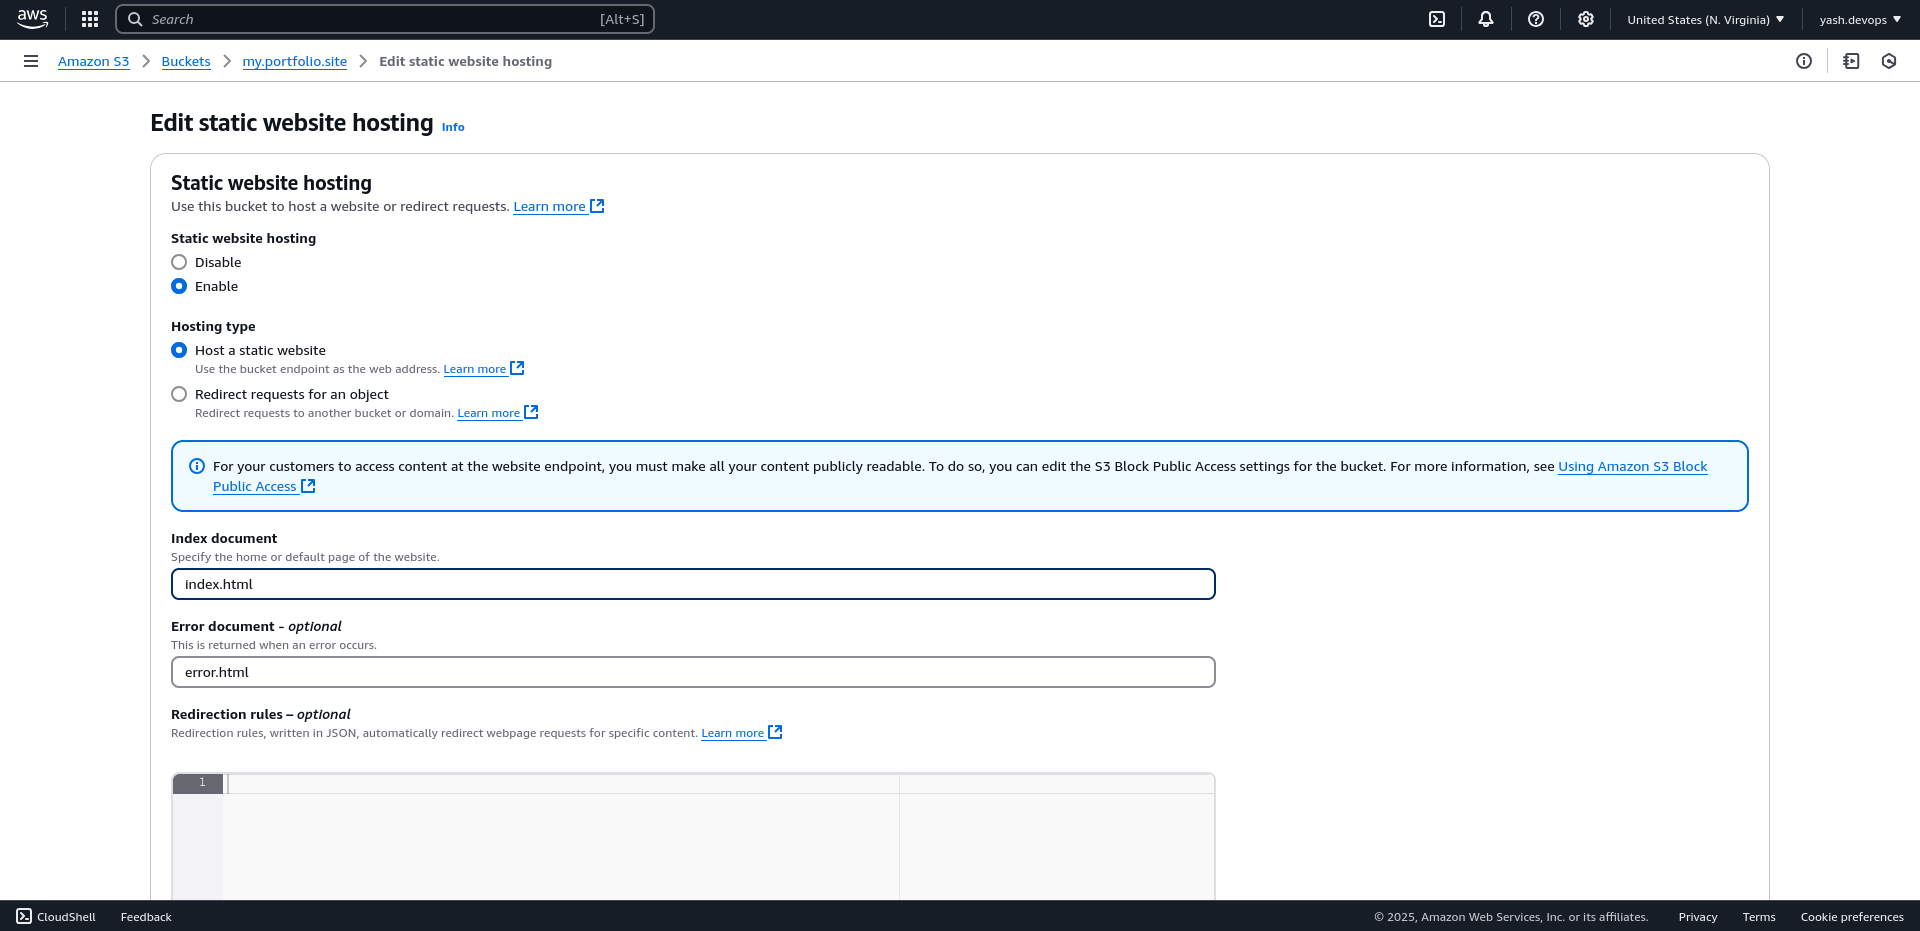 aws
Search [Alt+S]
United States (N. Virginia)
yash.devops
Amazon S3 > Buckets > my.portfolio.site > Edit static website hosting
Edit static website hosting Info
Static website hosting
Use this bucket to host a website or redirect requests. Learn more
Static website hosting
Disable
Enable
Hosting type
Host a static website
Use the bucket endpoint as the web address. Learn more
Redirect requests for an object
Redirect requests to another bucket or domain. Learn more
For your customers to access content at the website endpoint, you must make all your content publicly readable. To do so, you can edit the S3 Block Public Access settings for the bucket. For more information, see Using Amazon S3 Block
Public Access
Index document
Specify the home or default page of the website.
index.html
Error document - optional
This is returned when an error occurs.
error.html
Redirection rules – optional
Redirection rules, written in JSON, automatically redirect webpage requests for specific content. Learn more
1
CloudShell Feedback © 2025, Amazon Web Services, Inc. or its affiliates. Privacy Terms Cookie preferences